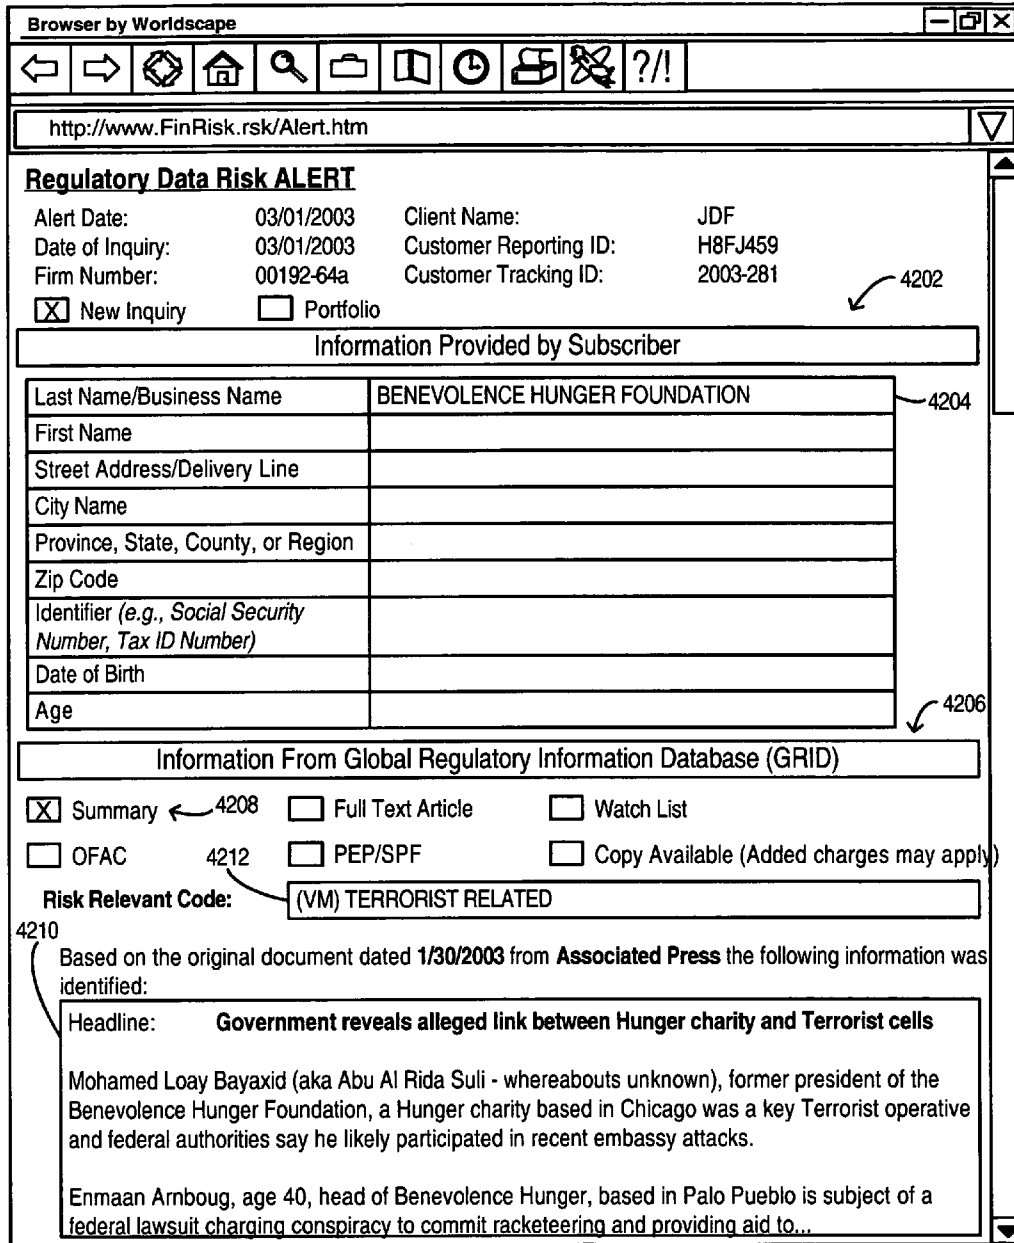 Browser by Worldscape
?/!
http://www.FinRisk.rsk/Alert.htm
Regulatory Data Risk ALERT
Alert Date: 03/01/2003 Client Name: JDF
Date of Inquiry: 03/01/2003 Customer Reporting ID: H8FJ459
Firm Number: 00192-64a Customer Tracking ID: 2003-281
4202
X New Inquiry Portfolio
Information Provided by Subscriber
Last Name/Business Name BENEVOLENCE HUNGER FOUNDATION 4204
First Name
Street Address/Delivery Line
City Name
Province, State, County, or Region
Zip Code
Identifier (e.g., Social Security
Number, Tax ID Number)
Date of Birth
Age
4206
Information From Global Regulatory Information Database (GRID)
X Summary 4208 Full Text Article Watch List
OFAC 4212 PEP/SPF Copy Available (Added charges may apply)
Risk Relevant Code: (VM) TERRORIST RELATED
4210
Based on the original document dated 1/30/2003 from Associated Press the following information was
identified:
Headline: Government reveals alleged link between Hunger charity and Terrorist cells
Mohamed Loay Bayaxid (aka Abu Al Rida Suli - whereabouts unknown), former president of the
Benevolence Hunger Foundation, a Hunger charity based in Chicago was a key Terrorist operative
and federal authorities say he likely participated in recent embassy attacks.
Enmaan Arnboug, age 40, head of Benevolence Hunger, based in Palo Pueblo is subject of a
federal lawsuit charging conspiracy to commit racketeering and providing aid to...